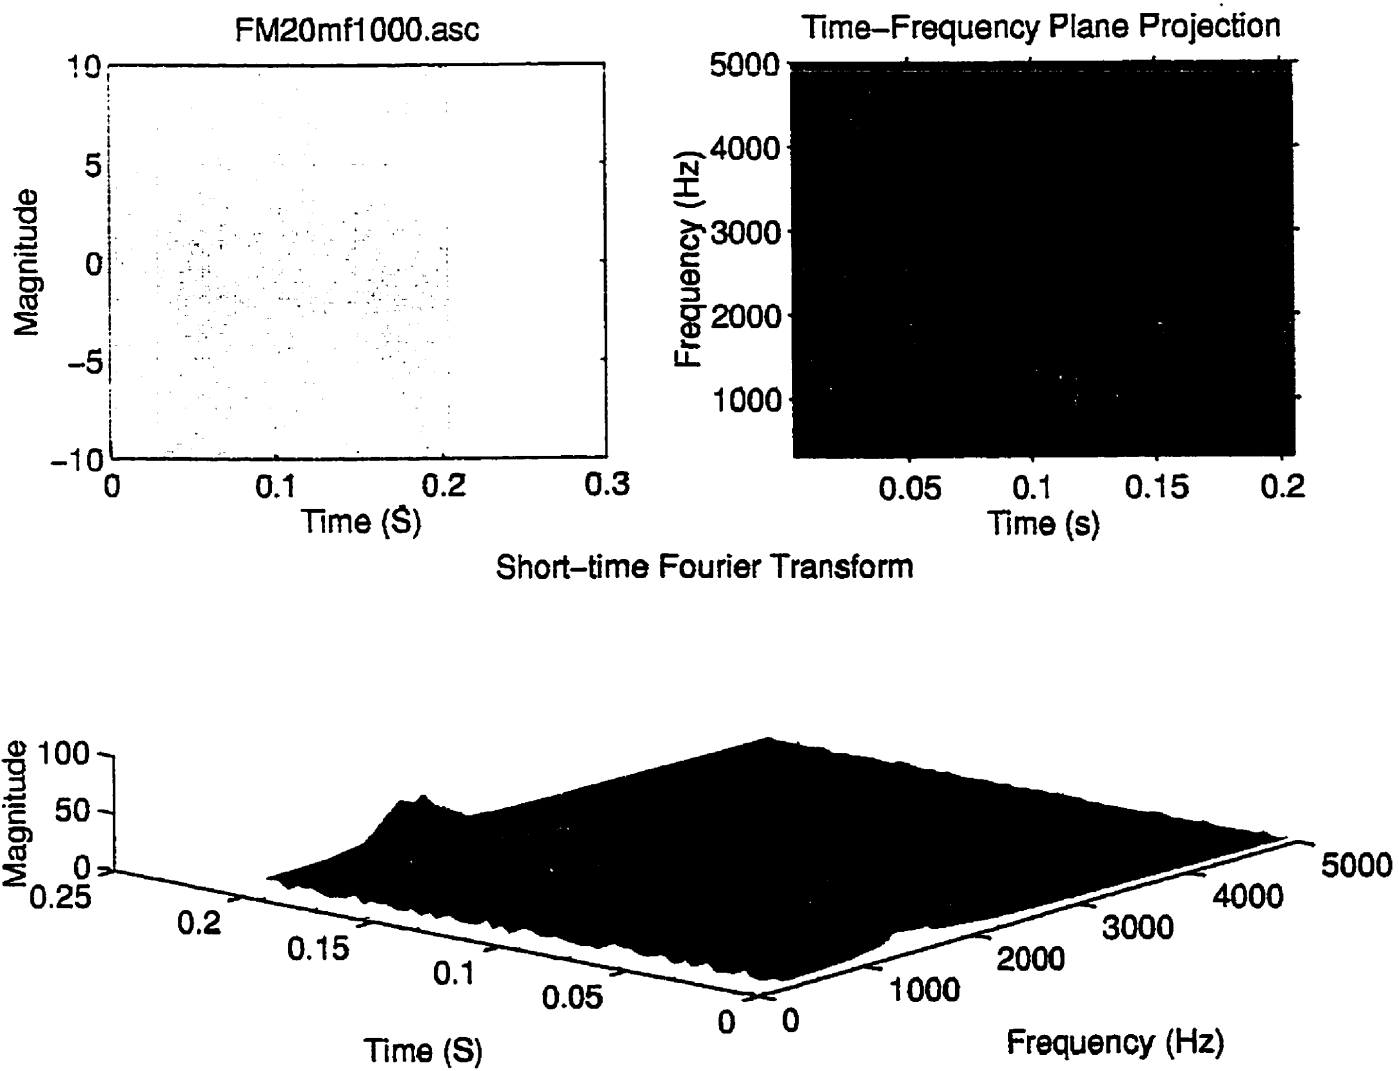 FM20mf1000.asc
10
5
0
−5
−10
Magnitude
0 0.1 0.2 0.3
Time (S)
Time−Frequency Plane Projection
5000
4000
3000
2000
1000
Frequency (Hz)
0.05 0.1 0.15 0.2
Time (s)
Short−time Fourier Transform
100
50
0
Magnitude
0.25
0.2
0.15
0.1
0.05
0
Time (S)
0
1000
2000
3000
4000
5000
Frequency (Hz)